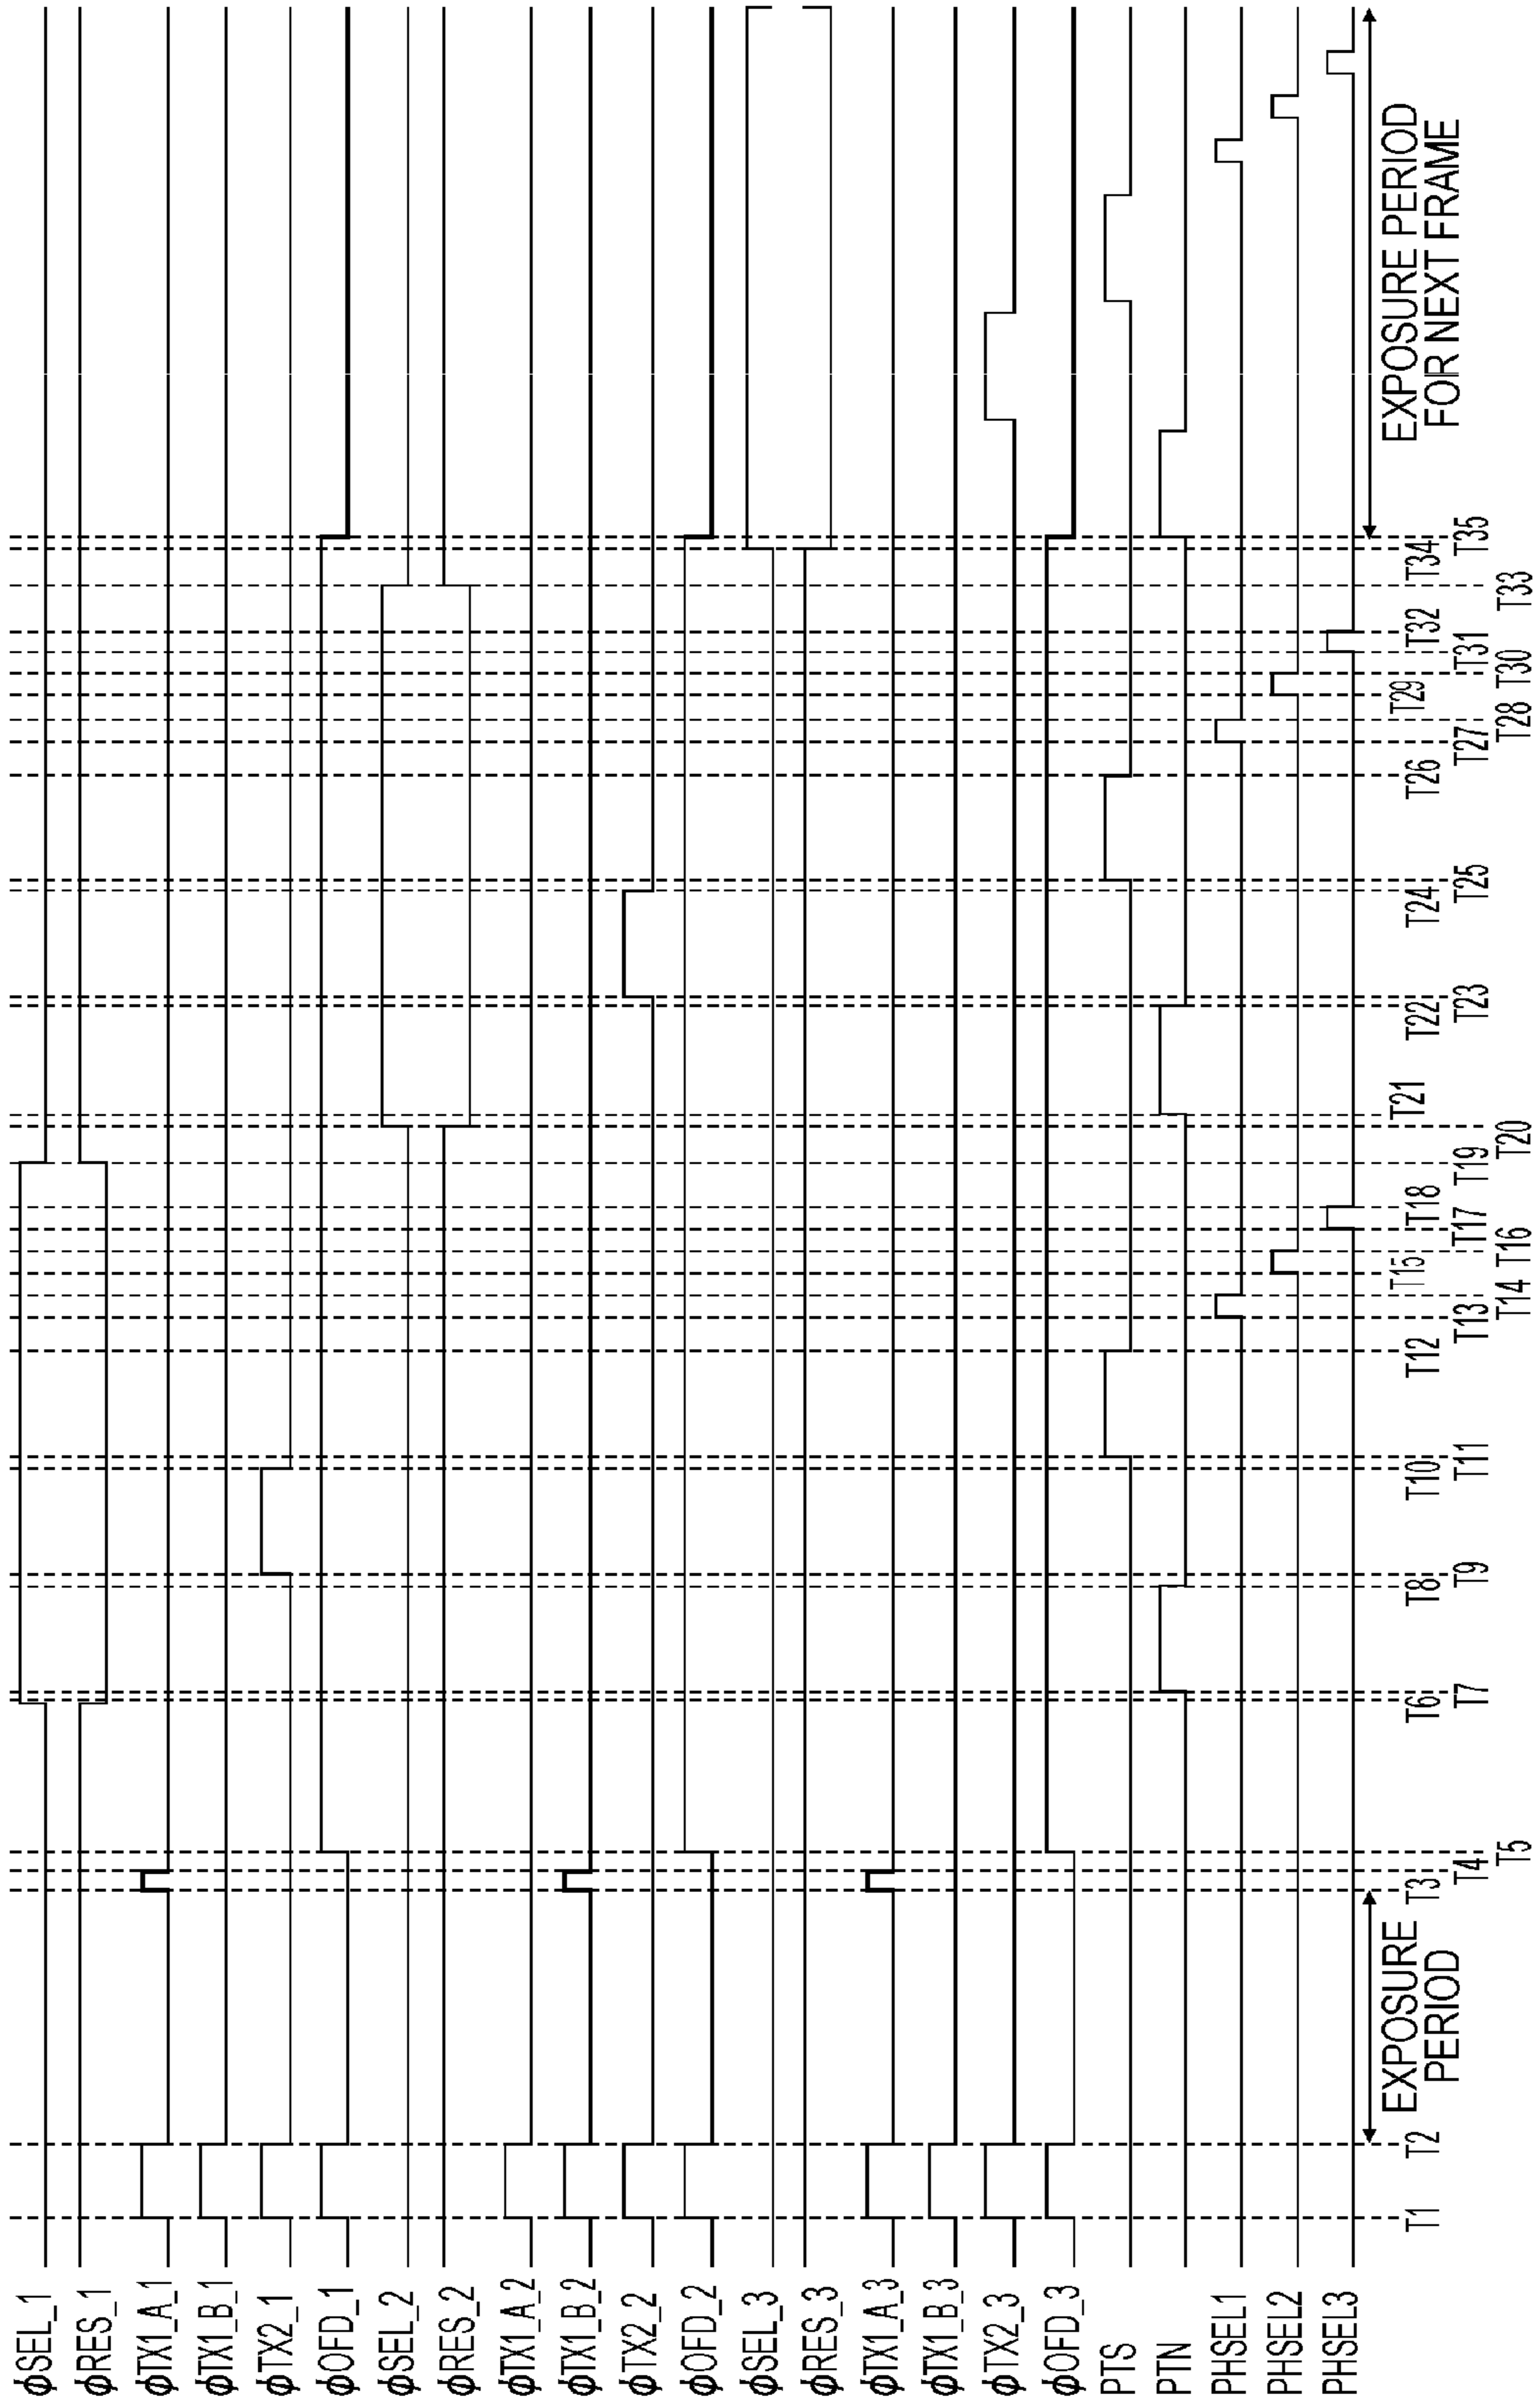 ϕSEL_1
ϕRES_1
ϕTX1_A_1
ϕTX1_B_1
ϕTX2_1
ϕOFD_1
ϕSEL_2
ϕRES_2
ϕTX1_A_2
ϕTX1_B_2
ϕTX2_2
ϕOFD_2
ϕSEL_3
ϕRES_3
ϕTX1_A_3
ϕTX1_B_3
ϕTX2_3
ϕOFD_3
PTS
PTN
PHSEL1
PHSEL2
PHSEL3
EXPOSURE
PERIOD
EXPOSURE PERIOD
FOR NEXT FRAME
T1
T2
T3
T4
T5
T6
T7
T8
T9
T10
T11
T12
T13
T14
T15
T16
T17
T18
T19
T20
T21
T22
T23
T24
T25
T26
T27
T28
T29
T30
T31
T32
T33
T34
T35